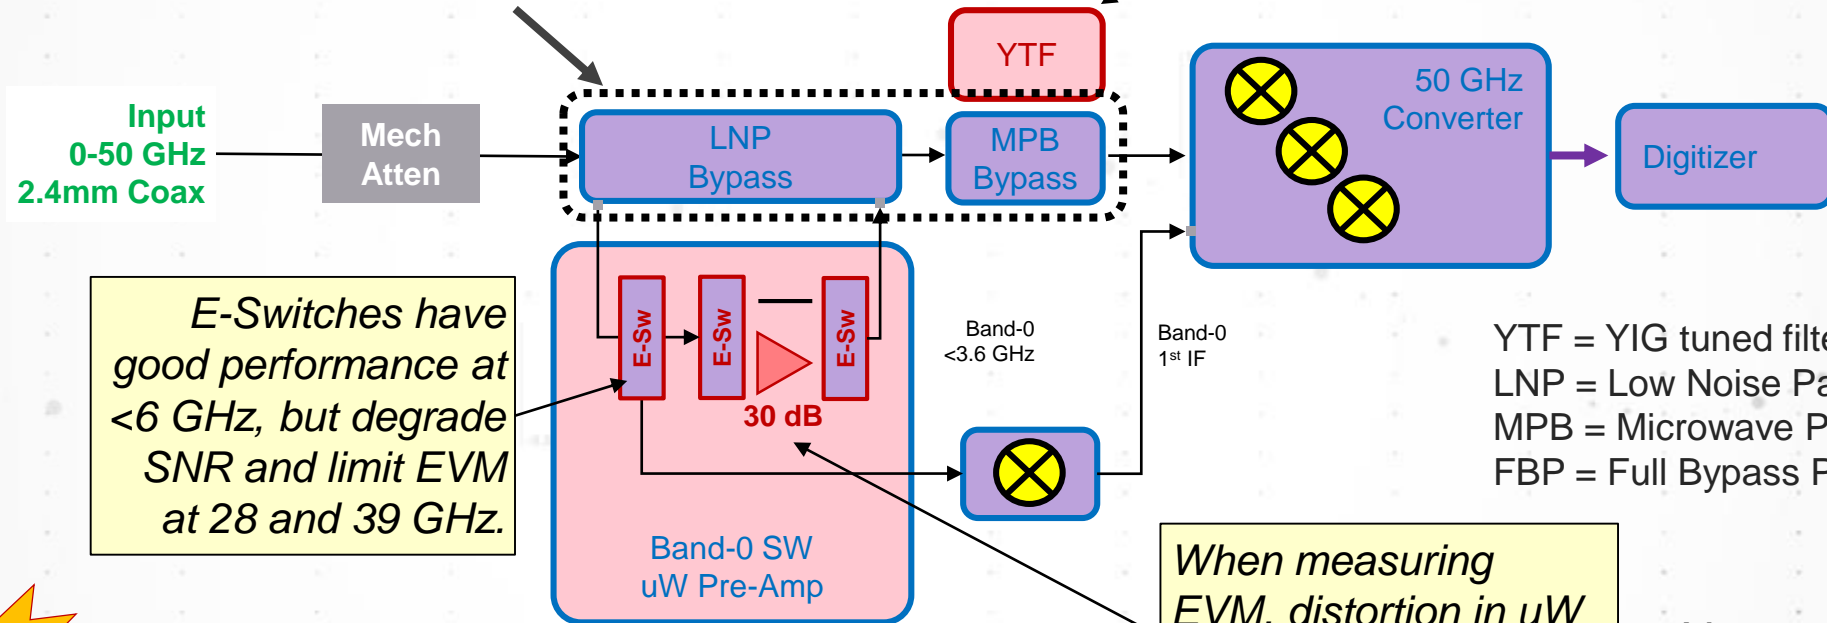 YTF
Input
0-50 GHz
2.4mm Coax
Mech
Atten
LNP
Bypass
MPB
Bypass
50 GHz
Converter
Digitizer
E-Switches have
good performance at
<6 GHz, but degrade
SNR and limit EVM
at 28 and 39 GHz.
E-Sw
E-Sw
E-Sw
30 dB
Band-0 SW
uW Pre-Amp
Band-0
<3.6 GHz
Band-0
1st IF
YTF = YIG tuned
LNP = Low Noise
MPB = Microwave
FBP = Full Bypass
When measuring
EVM, distortion in uW